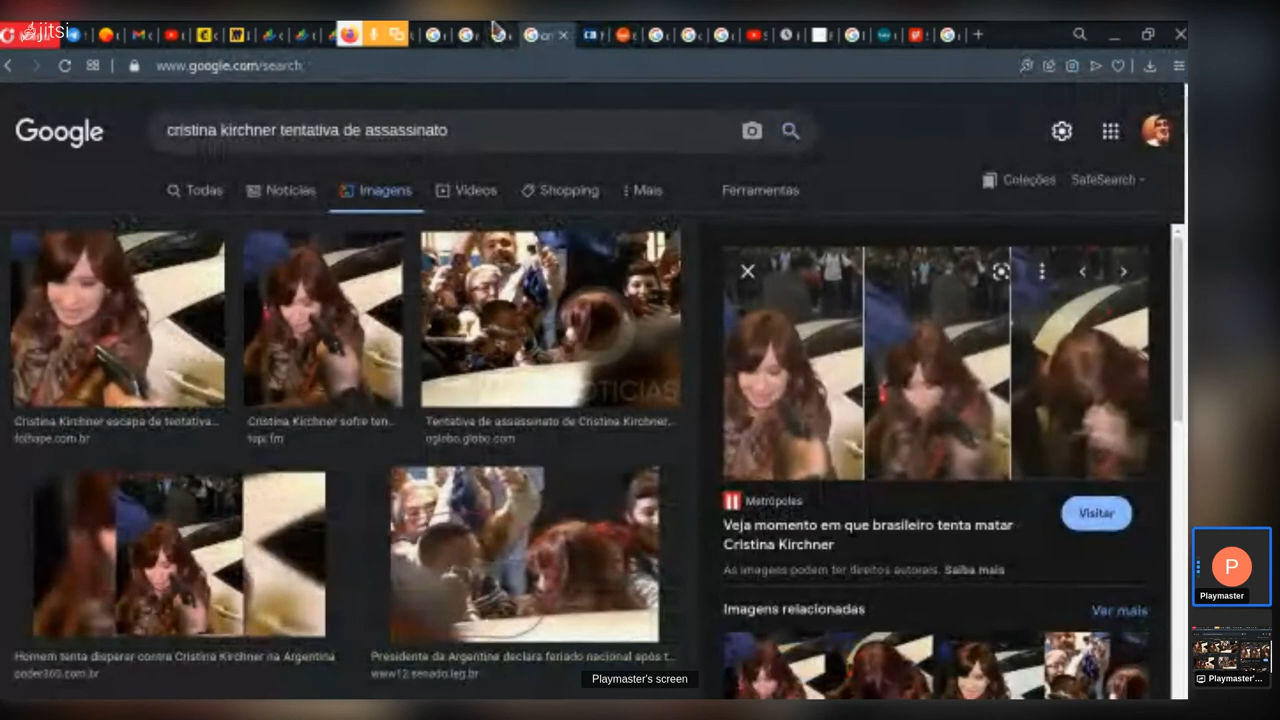 jitsi
www.google.com/search
Google
cristina kirchner tentativa de assassinato
Todas
Notícias
Imagens
Vídeos
Shopping
Mais
Ferramentas
Coleções
SafeSearch
Cristina Kirchner escapa de tentativa...
folhape.com.br
Cristina Kirchner sofre ten...
Tentativa de assassinato de Cristina Kirchner...
oglobo.globo.com
NOTICIAS
Homem tenta disparar contra Cristina Kirchner na Argentina
poder360.com.br
Presidente da Argentina declara feriado nacional após t...
www12.senado.leg.br
Metrópoles
Veja momento em que brasileiro tenta matar
Cristina Kirchner
Visitar
As imagens podem ter direitos autorais. Saiba mais
Imagens relacionadas
Ver mais
Playmaster's screen
P
Playmaster
Playmaster'...